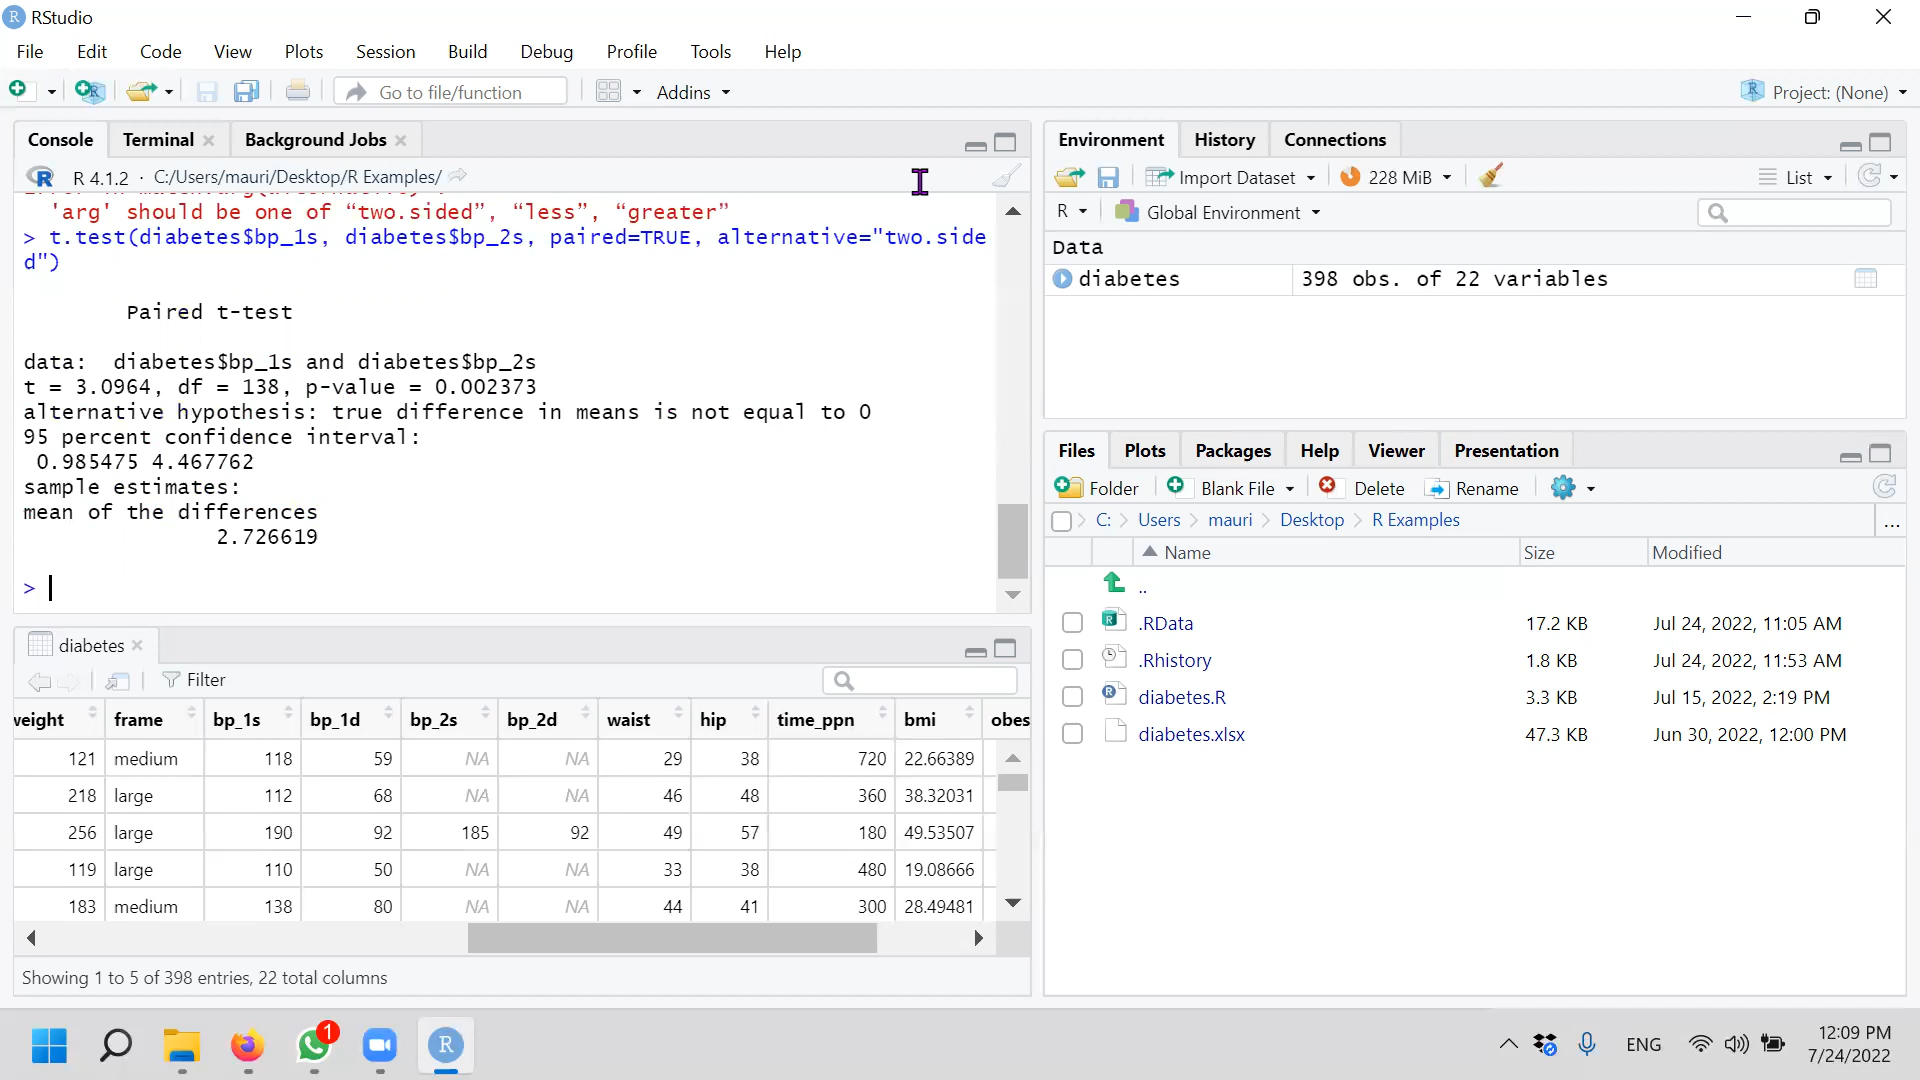 RStudio
File Edit Code View Plots Session Build Debug Profile Tools Help
Go to file/function Addins Project: (None)
Console Terminal Background Jobs
R 4.1.2 · C:/Users/mauri/Desktop/R Examples/
'arg' should be one of “two.sided”, “less”, “greater”
> t.test(diabetes$bp_1s, diabetes$bp_2s, paired=TRUE, alternative="two.side
d")
Paired t-test
data: diabetes$bp_1s and diabetes$bp_2s
t = 3.0964, df = 138, p-value = 0.002373
alternative hypothesis: true difference in means is not equal to 0
95 percent confidence interval:
0.985475 4.467762
sample estimates:
mean of the differences
2.726619
>
diabetes
Filter
weight frame bp_1s bp_1d bp_2s bp_2d waist hip time_ppn bmi obes
121 medium 118 59 NA NA 29 38 720 22.66389
218 large 112 68 NA NA 46 48 360 38.32031
256 large 190 92 185 92 49 57 180 49.53507
119 large 110 50 NA NA 33 38 480 19.08666
183 medium 138 80 NA NA 44 41 300 28.49481
Showing 1 to 5 of 398 entries, 22 total columns
Environment History Connections
Import Dataset 228 MiB List
R Global Environment
Data
diabetes 398 obs. of 22 variables
Files Plots Packages Help Viewer Presentation
Folder Blank File Delete Rename
C: Users mauri Desktop R Examples ...
Name Size Modified
..
.RData 17.2 KB Jul 24, 2022, 11:05 AM
.Rhistory 1.8 KB Jul 24, 2022, 11:53 AM
diabetes.R 3.3 KB Jul 15, 2022, 2:19 PM
diabetes.xlsx 47.3 KB Jun 30, 2022, 12:00 PM
1
ENG
12:09 PM
7/24/2022